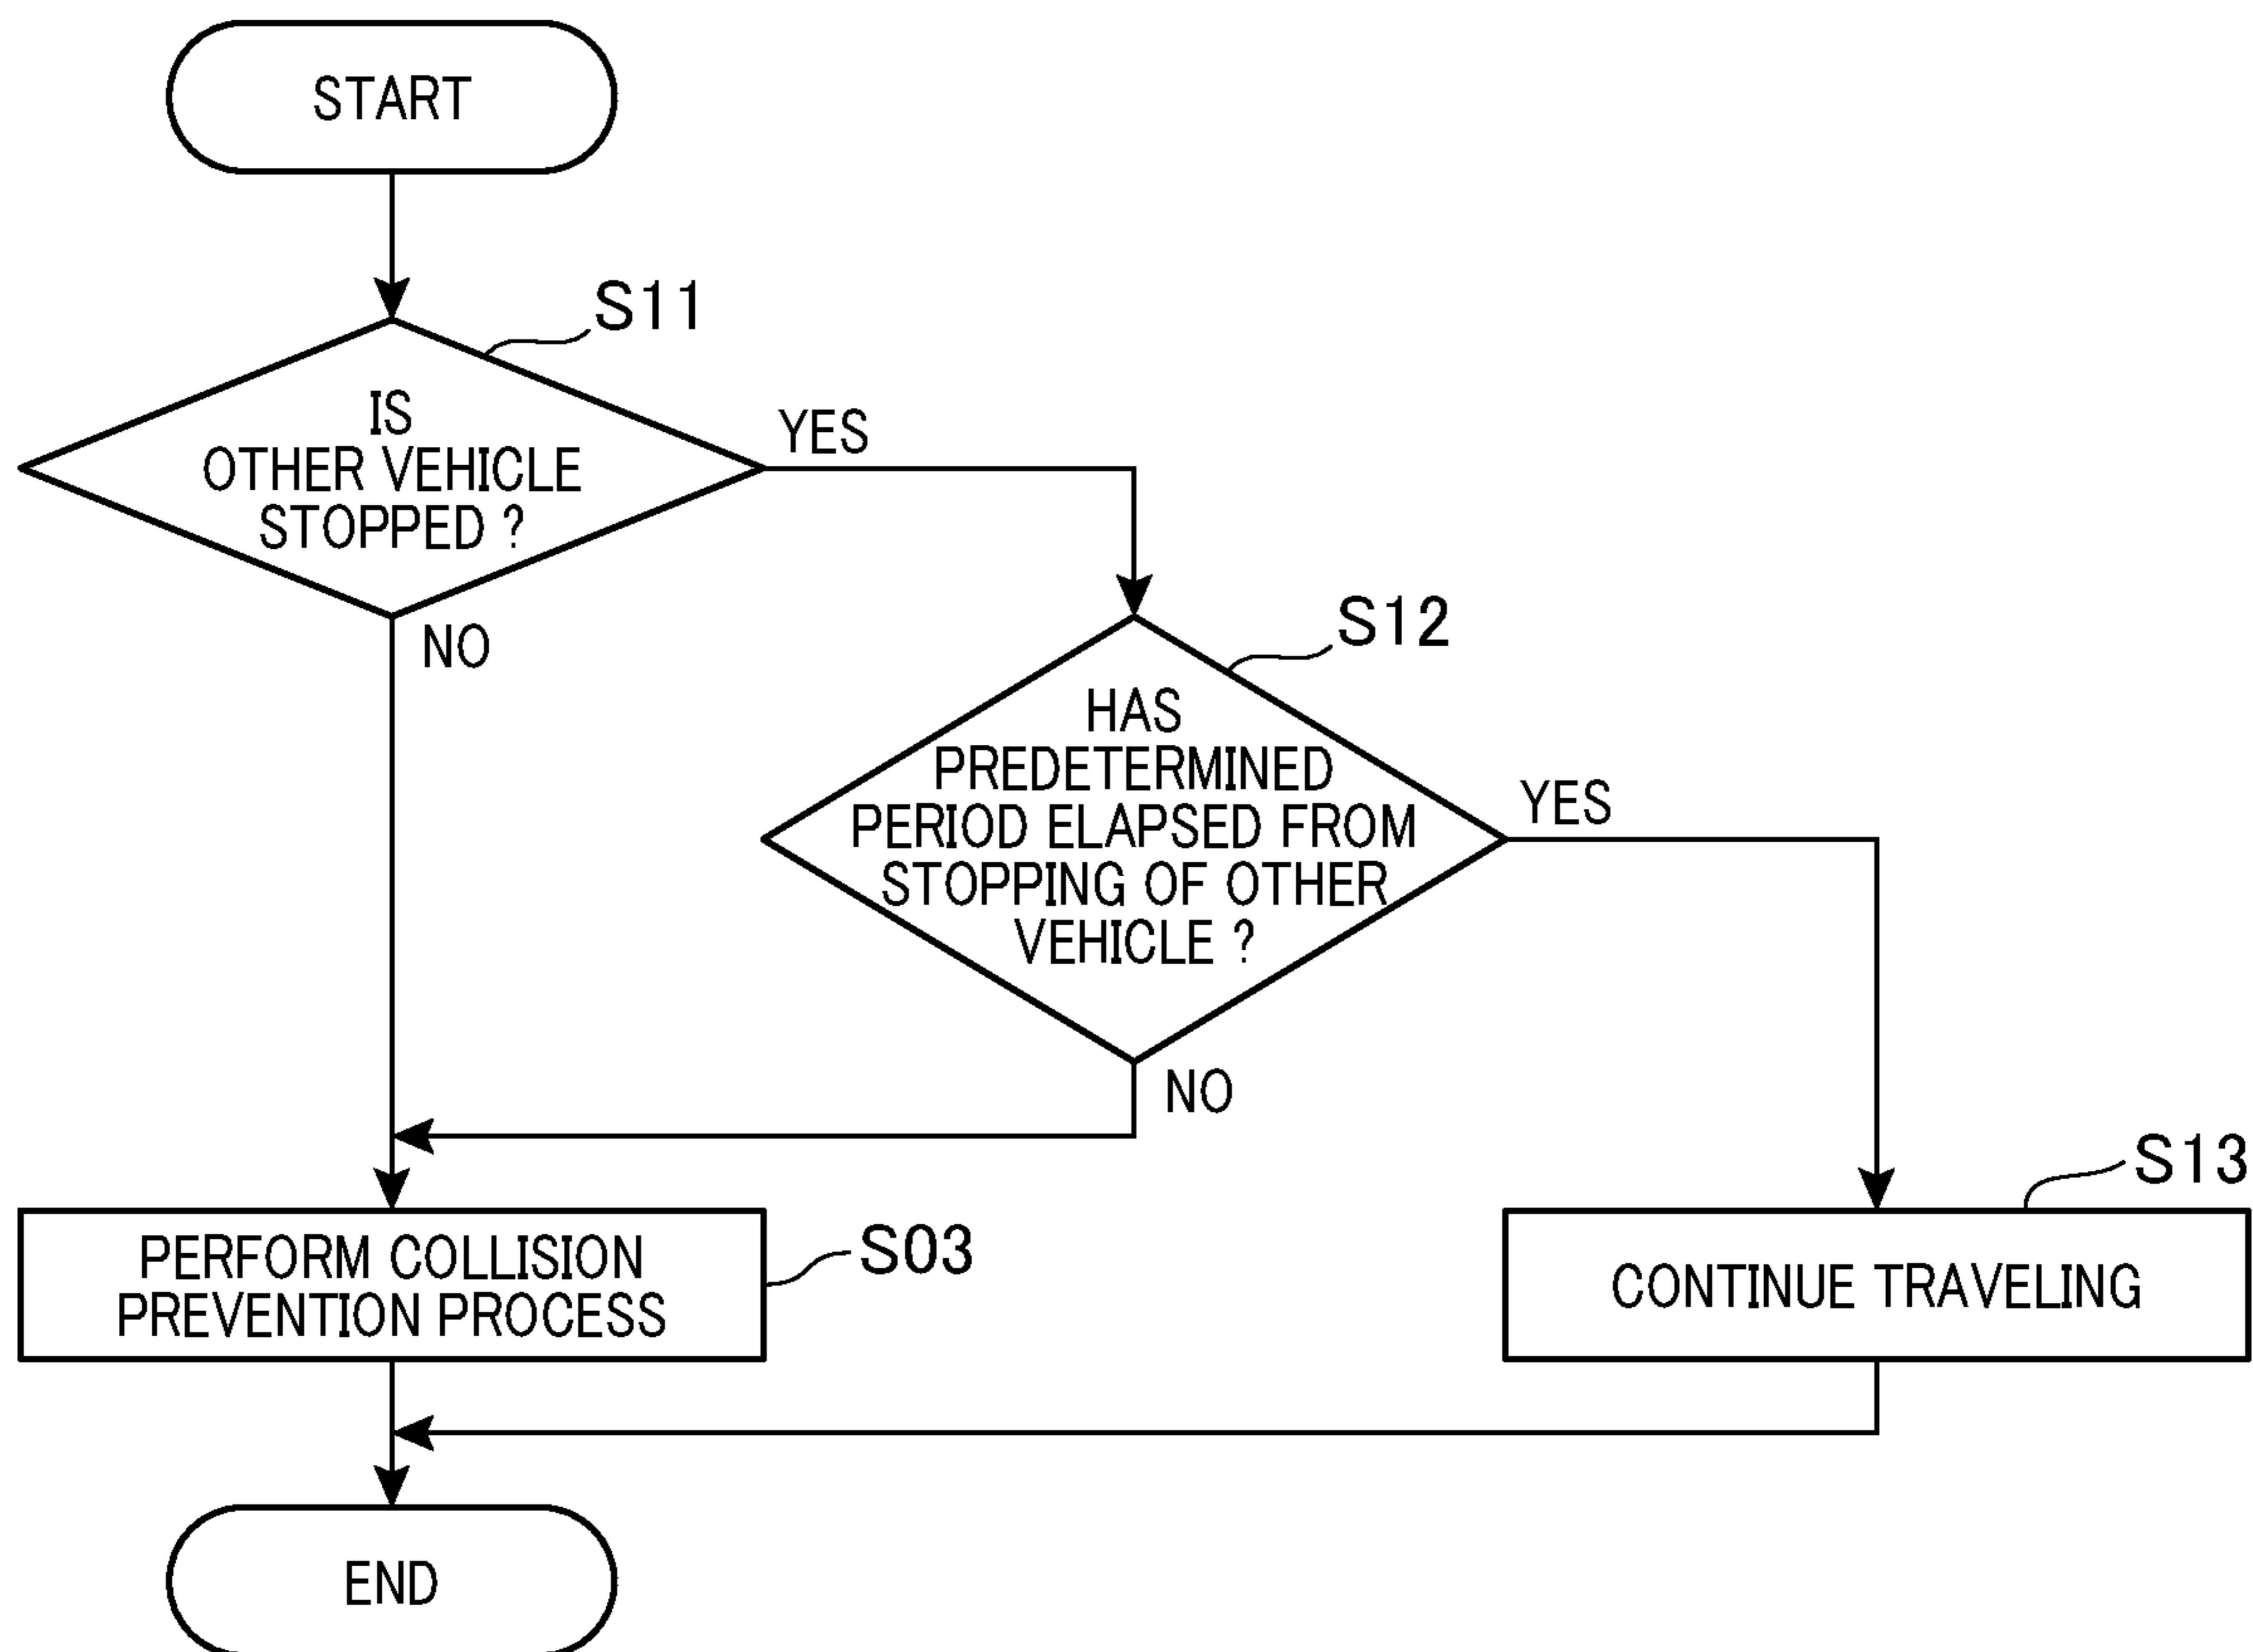 START
S11
IS
OTHER VEHICLE
STOPPED ?
YES
NO
S12
HAS
PREDETERMINED
PERIOD ELAPSED FROM
STOPPING OF OTHER
VEHICLE ?
YES
NO
S13
PERFORM COLLISION
PREVENTION PROCESS
S03
CONTINUE TRAVELING
END